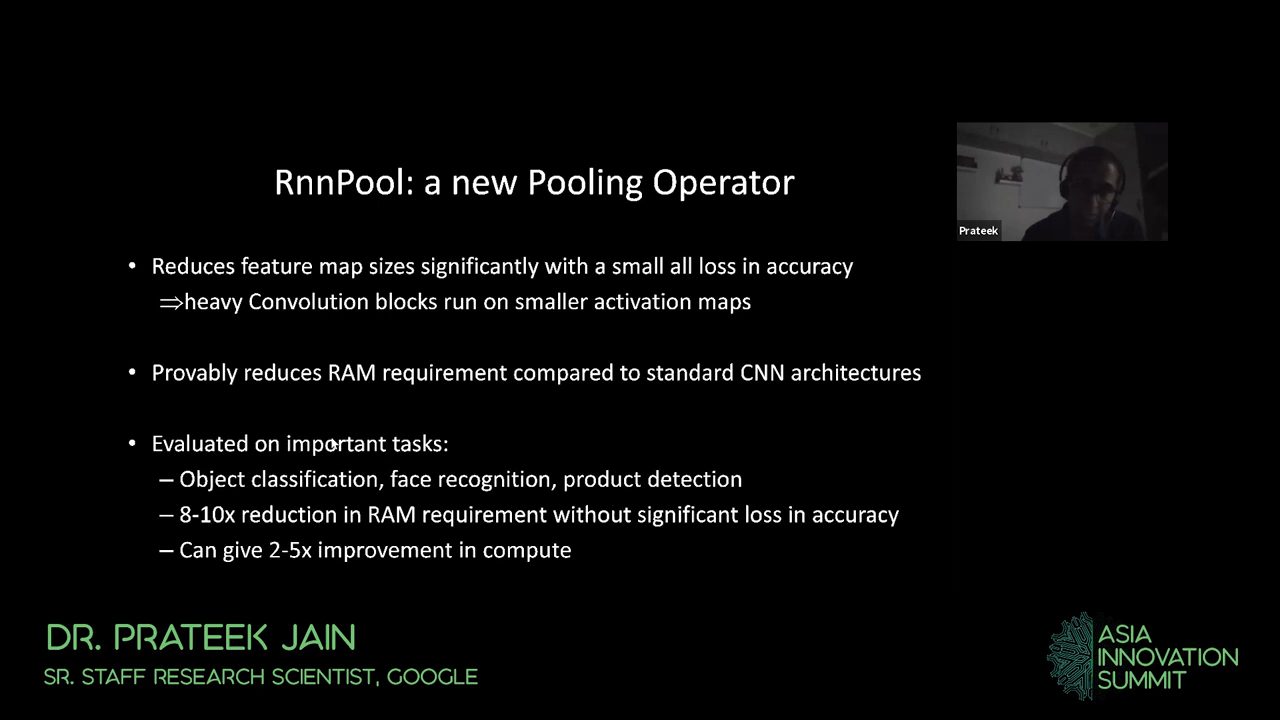 RnnPool: a new Pooling Operator
Prateek
• Reduces feature map sizes significantly with a small all loss in accuracy
⇒heavy Convolution blocks run on smaller activation maps
• Provably reduces RAM requirement compared to standard CNN architectures
• Evaluated on important tasks:
– Object classification, face recognition, product detection
– 8-10x reduction in RAM requirement without significant loss in accuracy
– Can give 2-5x improvement in compute
DR. PRATEEK JAIN
SR. STAFF RESEARCH SCIENTIST, GOOGLE
ASIA
INNOVATION
SUMMIT